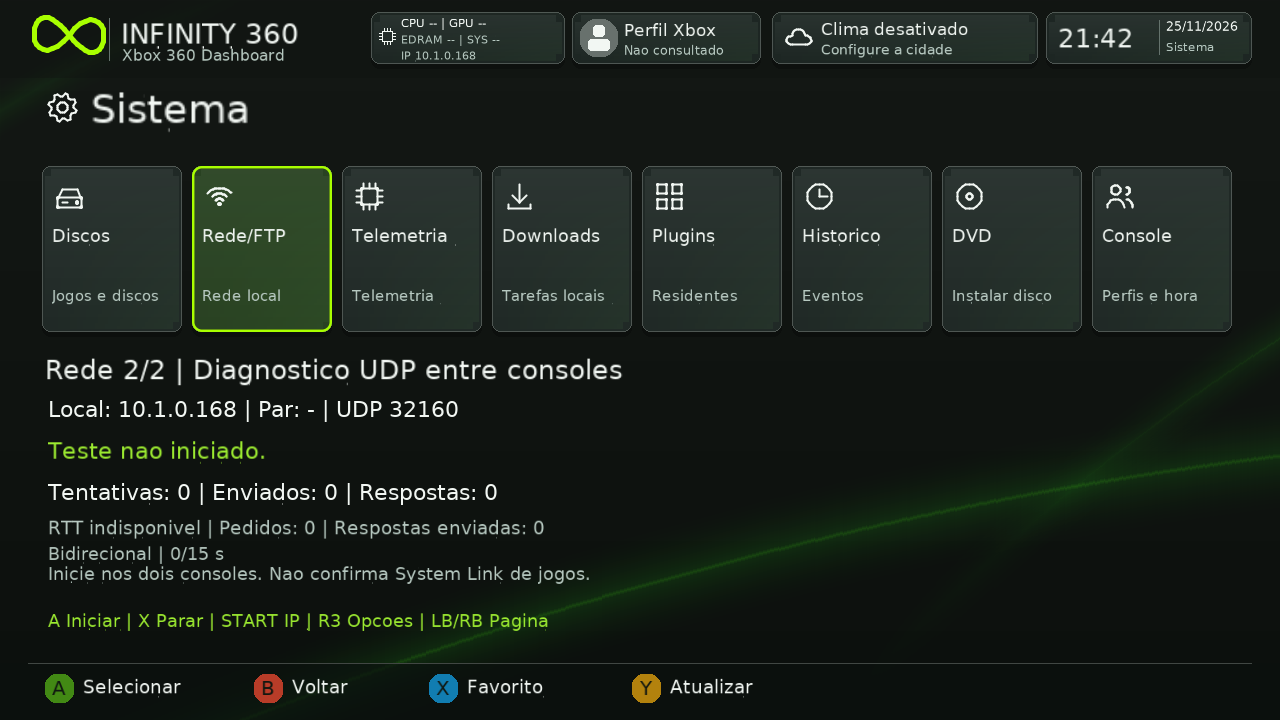 INFINITY 360
Xbox 360 Dashboard
CPU -- | GPU --
EDRAM -- | SYS --
IP 10.1.0.168
Perfil Xbox
Nao consultado
Clima desativado
Configure a cidade
21:42
25/11/2026
Sistema
Sistema
Discos
Jogos e discos
Rede/FTP
Rede local
Telemetria
Telemetria
Downloads
Tarefas locais
Plugins
Residentes
Historico
Eventos
DVD
Instalar disco
Console
Perfis e hora
Rede 2/2 | Diagnostico UDP entre consoles
Local: 10.1.0.168 | Par: - | UDP 32160
Teste nao iniciado.
Tentativas: 0 | Enviados: 0 | Respostas: 0
RTT indisponivel | Pedidos: 0 | Respostas enviadas: 0
Bidirecional | 0/15 s
Inicie nos dois consoles. Nao confirma System Link de jogos.
A Iniciar | X Parar | START IP | R3 Opcoes | LB/RB Pagina
A Selecionar
B Voltar
X Favorito
Y Atualizar